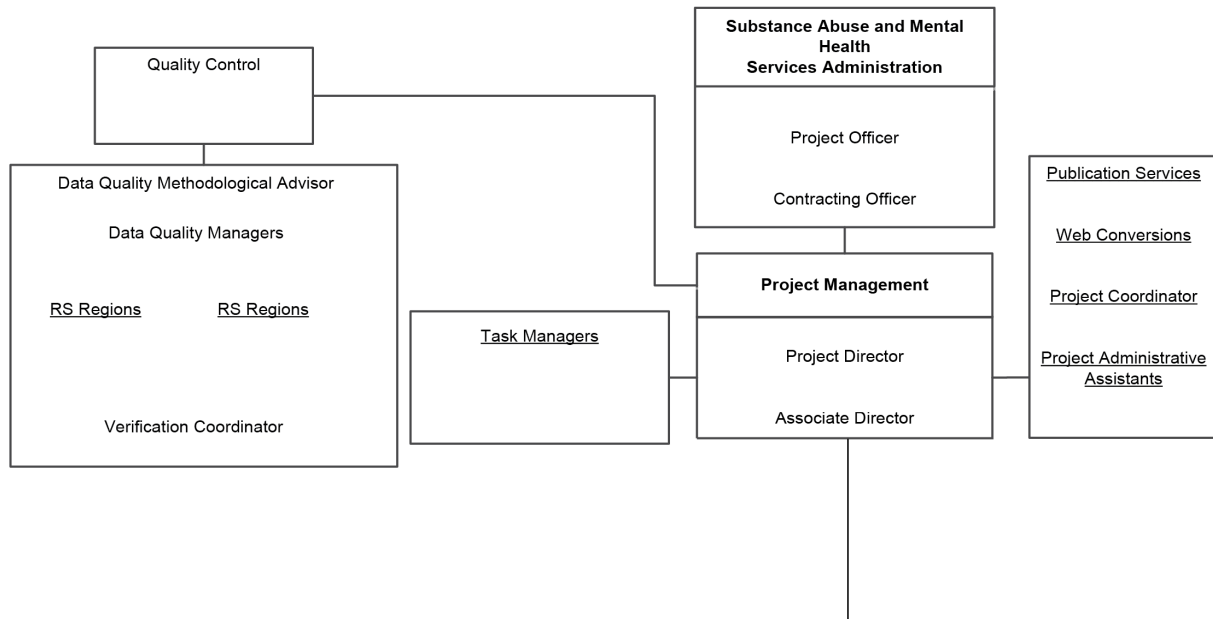 Substance Abuse and Mental
Health
Services Administration
Project Officer
Contracting Officer
Quality Control
Data Quality Methodological Advisor
Data Quality Managers
RS Regions
RS Regions
Verification Coordinator
Task Managers
Project Management
Project Director
Associate Director
Publication Services
Web Conversions
Project Coordinator
Project Administrative
Assistants